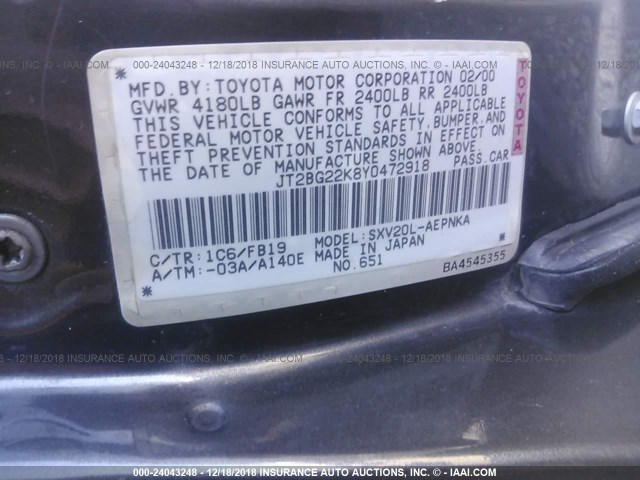 000-24043248 - 12/18/2018 INSURANCE AUTO AUCTIONS, INC. - © - IAAI.COM
MFD.BY:TOYOTA MOTOR CORPORATION 02/00
GVWR 4180LB GAWR FR 2400LB RR 2400LB
THIS VEHICLE CONFORMS TO ALL APPLICABLE
FEDERAL MOTOR VEHICLE SAFETY,BUMPER,AND
THEFT PREVENTION STANDARDS IN EFFECT ON
THE DATE OF MANUFACTURE SHOWN ABOVE.
JT2BG22K8Y0472918 PASS.CAR
TOYOTA
C/TR:1C6/FB19 MODEL:SXV20L-AEPNKA
A/TM:-03A/A140E MADE IN JAPAN
NO.651 BA4545355
000-24043248 - 12/18/2018 INSURANCE AUTO AUCTIONS, INC. - © - IAAI.COM
000-24043248 - 12/18/2018 INSURANCE AUTO AUCTIONS, INC. - © - IAAI.COM